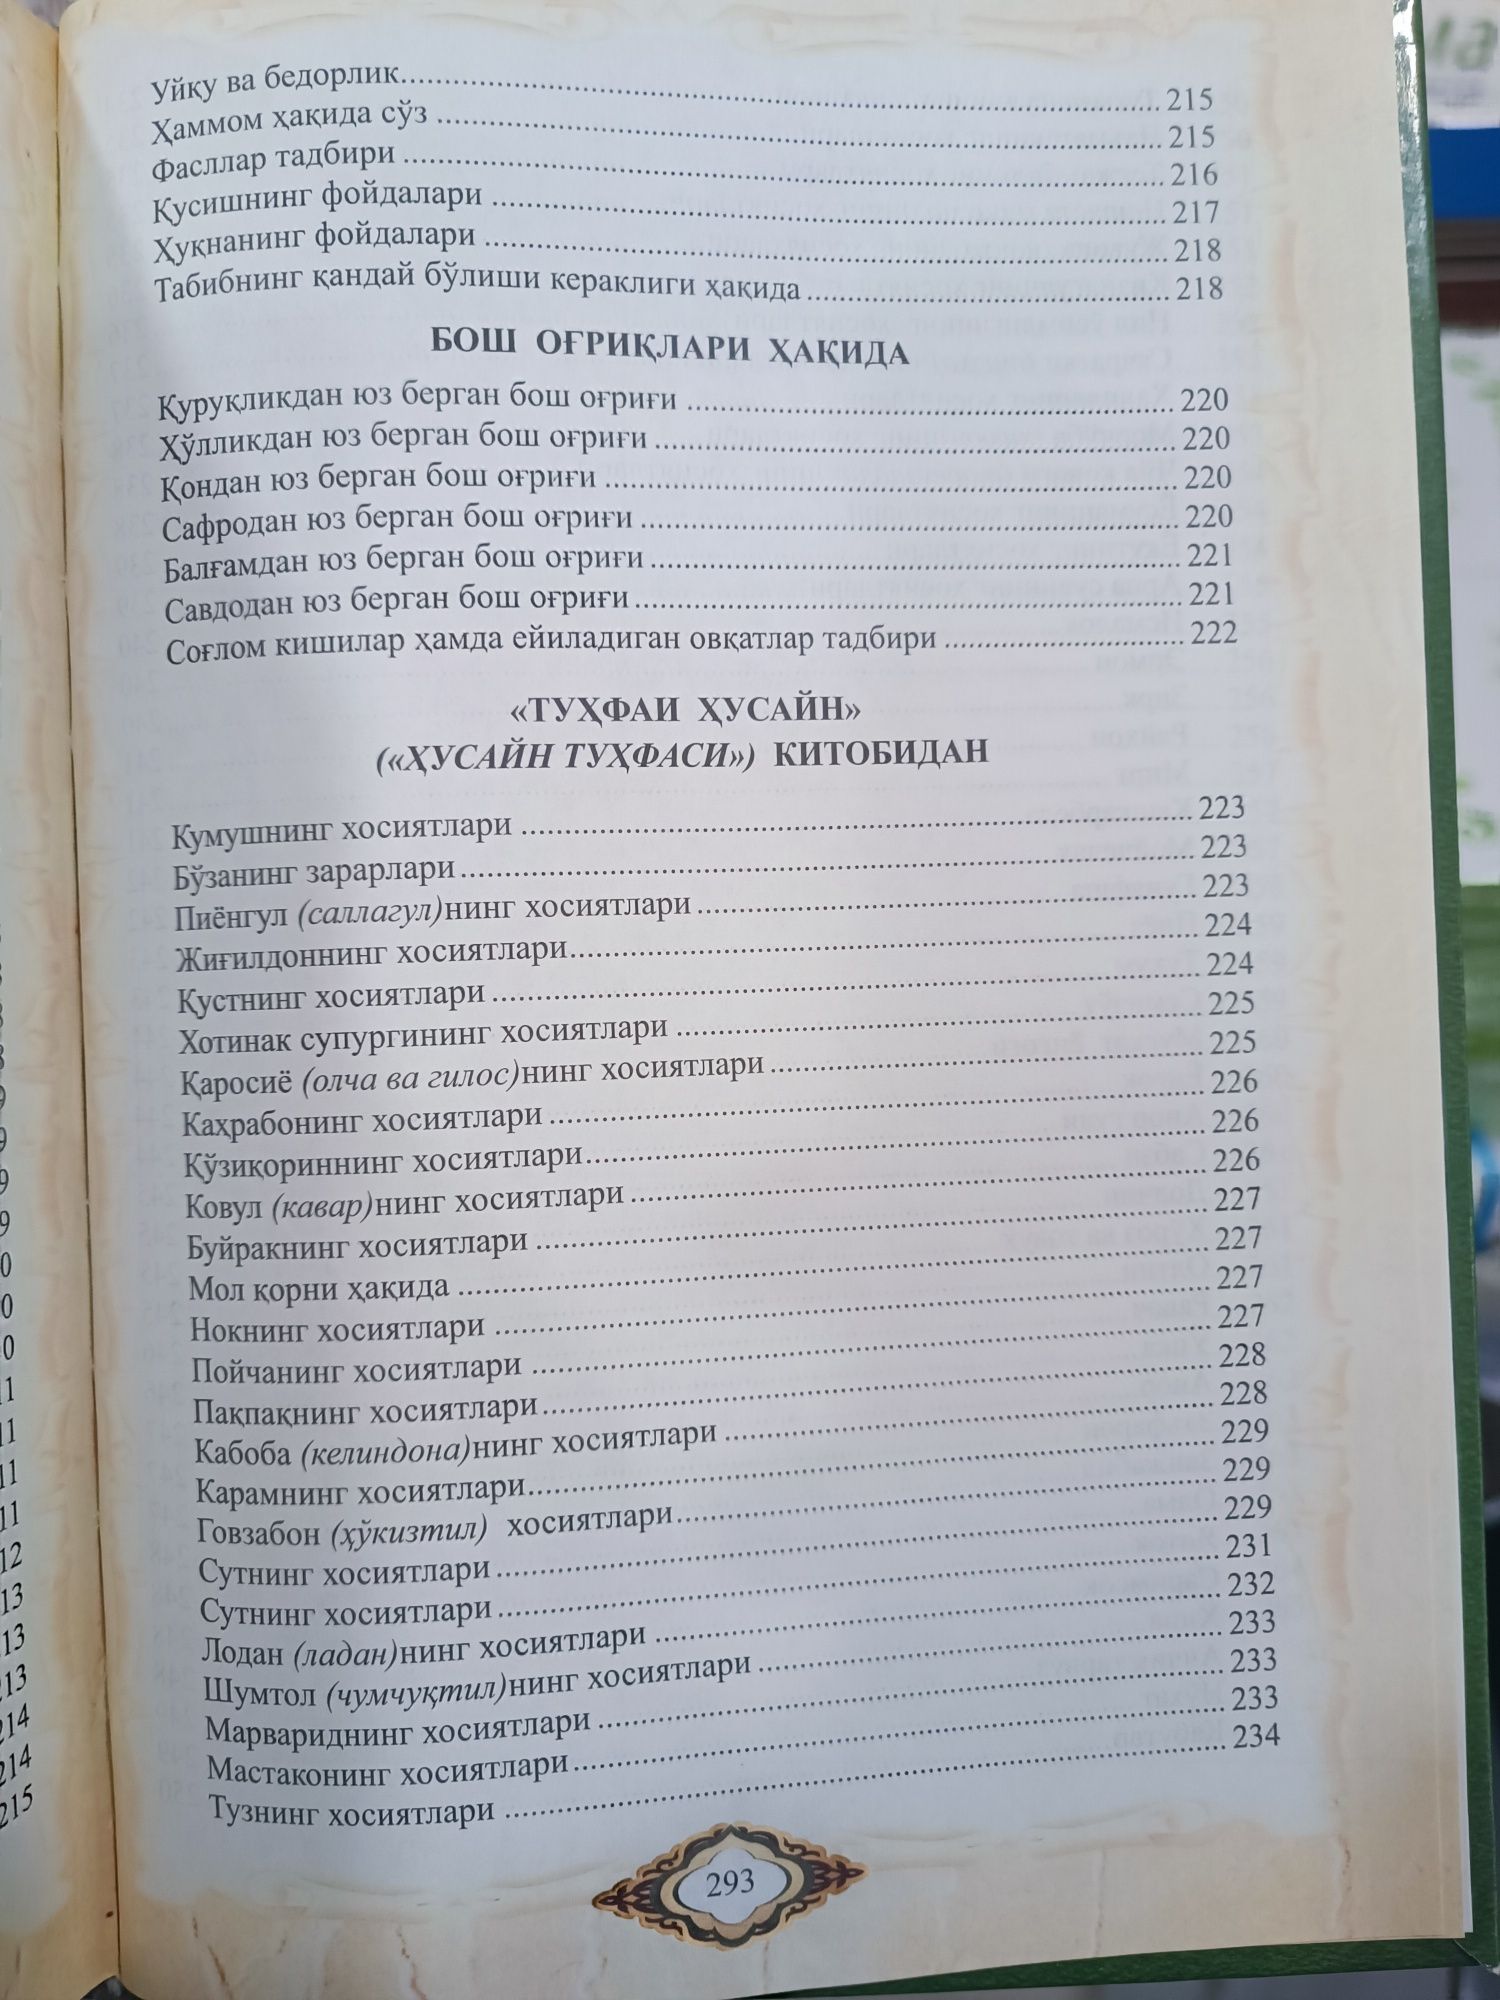 Уйқу ва бедорлик........ 215
Ҳаммом ҳақида сўз ........ 215
Фасллар тадбири ........ 216
Қусишнинг фойдалари ........ 217
Ҳуқнанинг фойдалари ........ 218
Табибнинг қандай бўлиши кераклиги ҳақида ........ 218
БОШ ОҒРИҚЛАРИ ҲАҚИДА
Қуруқликдан юз берган бош оғриғи ........ 220
Ҳўлликдан юз берган бош оғриғи ........ 220
Қондан юз берган бош оғриғи ........ 220
Сафродан юз берган бош оғриғи ........ 220
Балғамдан юз берган бош оғриғи ........ 221
Савдодан юз берган бош оғриғи ........ 221
Соғлом кишилар ҳамда ейиладиган овқатлар тадбири ........ 222
«ТУҲФАИ ҲУСАЙН»
(«ҲУСАЙН ТУҲФАСИ») КИТОБИДАН
Кумушнинг хосиятлари ........ 223
Бўзанинг зарарлари ........ 223
Пиёнгул (саллагул)нинг хосиятлари ........ 223
Жиғилдоннинг хосиятлари ........ 224
Қустнинг хосиятлари ........ 224
Хотинак супургининг хосиятлари ........ 225
Қаросиё (олча ва гилос)нинг хосиятлари ........ 225
Каҳрабонинг хосиятлари ........ 226
Қўзиқориннинг хосиятлари ........ 226
Ковул (кавар)нинг хосиятлари ........ 226
Буйракнинг хосиятлари ........ 227
Мол қорни ҳақида ........ 227
Нокнинг хосиятлари ........ 227
Пойчанинг хосиятлари ........ 227
Пақпақнинг хосиятлари ........ 228
Кабоба (келиндона)нинг хосиятлари ........ 228
Карамнинг хосиятлари ........ 229
Говзабон (ҳўкизтил) хосиятлари ........ 229
Сутнинг хосиятлари ........ 229
Сутнинг хосиятлари ........ 231
Лодан (ладан)нинг хосиятлари ........ 232
Шумтол (чумчуқтил)нинг хосиятлари ........ 233
Марвариднинг хосиятлари ........ 233
Мастаконинг хосиятлари ........ 233
Тузнинг хосиятлари ........ 234
293